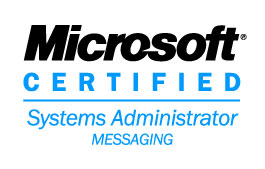 Microsoft®
CERTIFIED
Systems Administrator
MESSAGING